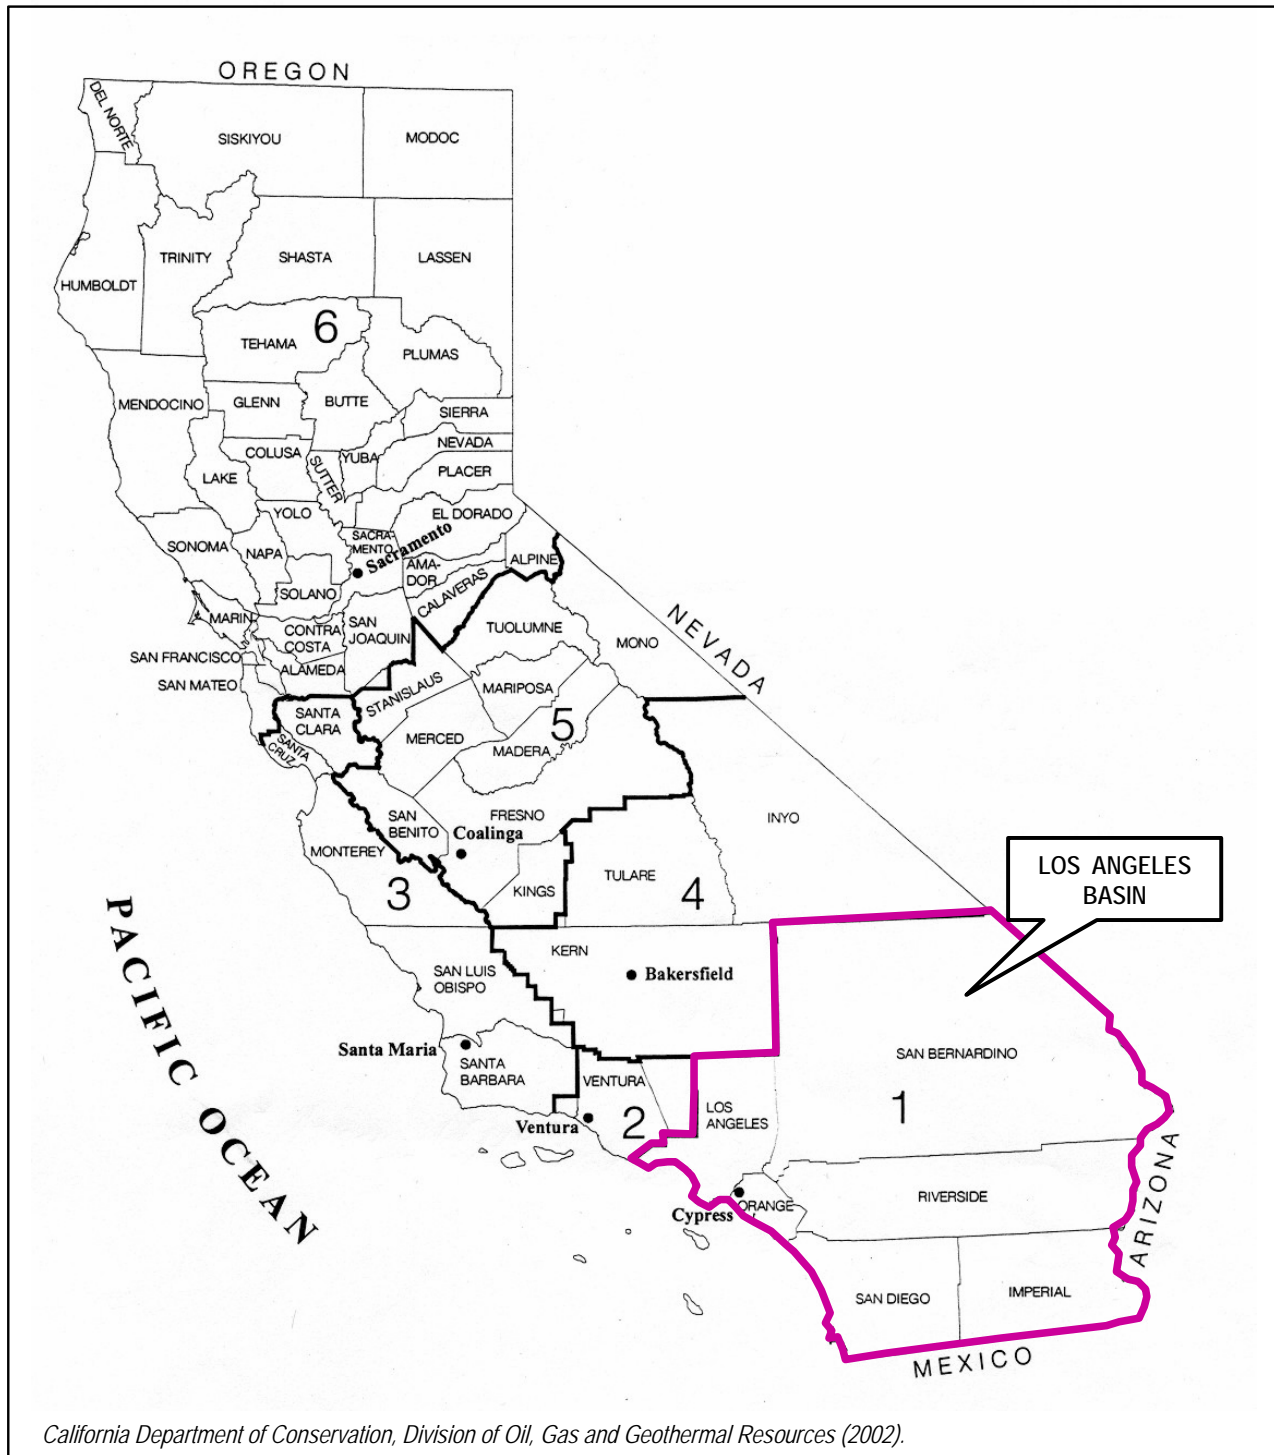 OREGON
DEL NORTE
SISKIYOU
MODOC
TRINITY
SHASTA
LASSEN
HUMBOLDT
6
TEHAMA
PLUMAS
MENDOCINO
GLENN
BUTTE
SIERRA
NEVADA
COLUSA
YUBA
SUTTER
PLACER
LAKE
YOLO
EL DORADO
SONOMA
NAPA
SACRA-
MENTO
Sacramento
AMA-
DOR
ALPINE
SOLANO
CALAVERAS
MARIN
CONTRA
COSTA
SAN
JOAQUIN
TUOLUMNE
MONO
NEVADA
SAN FRANCISCO
ALAMEDA
SAN MATEO
STANISLAUS
MARIPOSA
SANTA
CLARA
SANTA
CRUZ
MERCED
5
MADERA
SAN
BENITO
FRESNO
INYO
Coalinga
MONTEREY
LOS ANGELES
BASIN
KINGS
TULARE
4
3
PACIFIC OCEAN
KERN
SAN LUIS
OBISPO
Bakersfield
Santa Maria
SANTA
BARBARA
SAN BERNARDINO
VENTURA
LOS
ANGELES
1
Ventura
2
ARIZONA
RIVERSIDE
ORANGE
Cypress
SAN DIEGO
IMPERIAL
MEXICO
California Department of Conservation, Division of Oil, Gas and Geothermal Resources (2002).